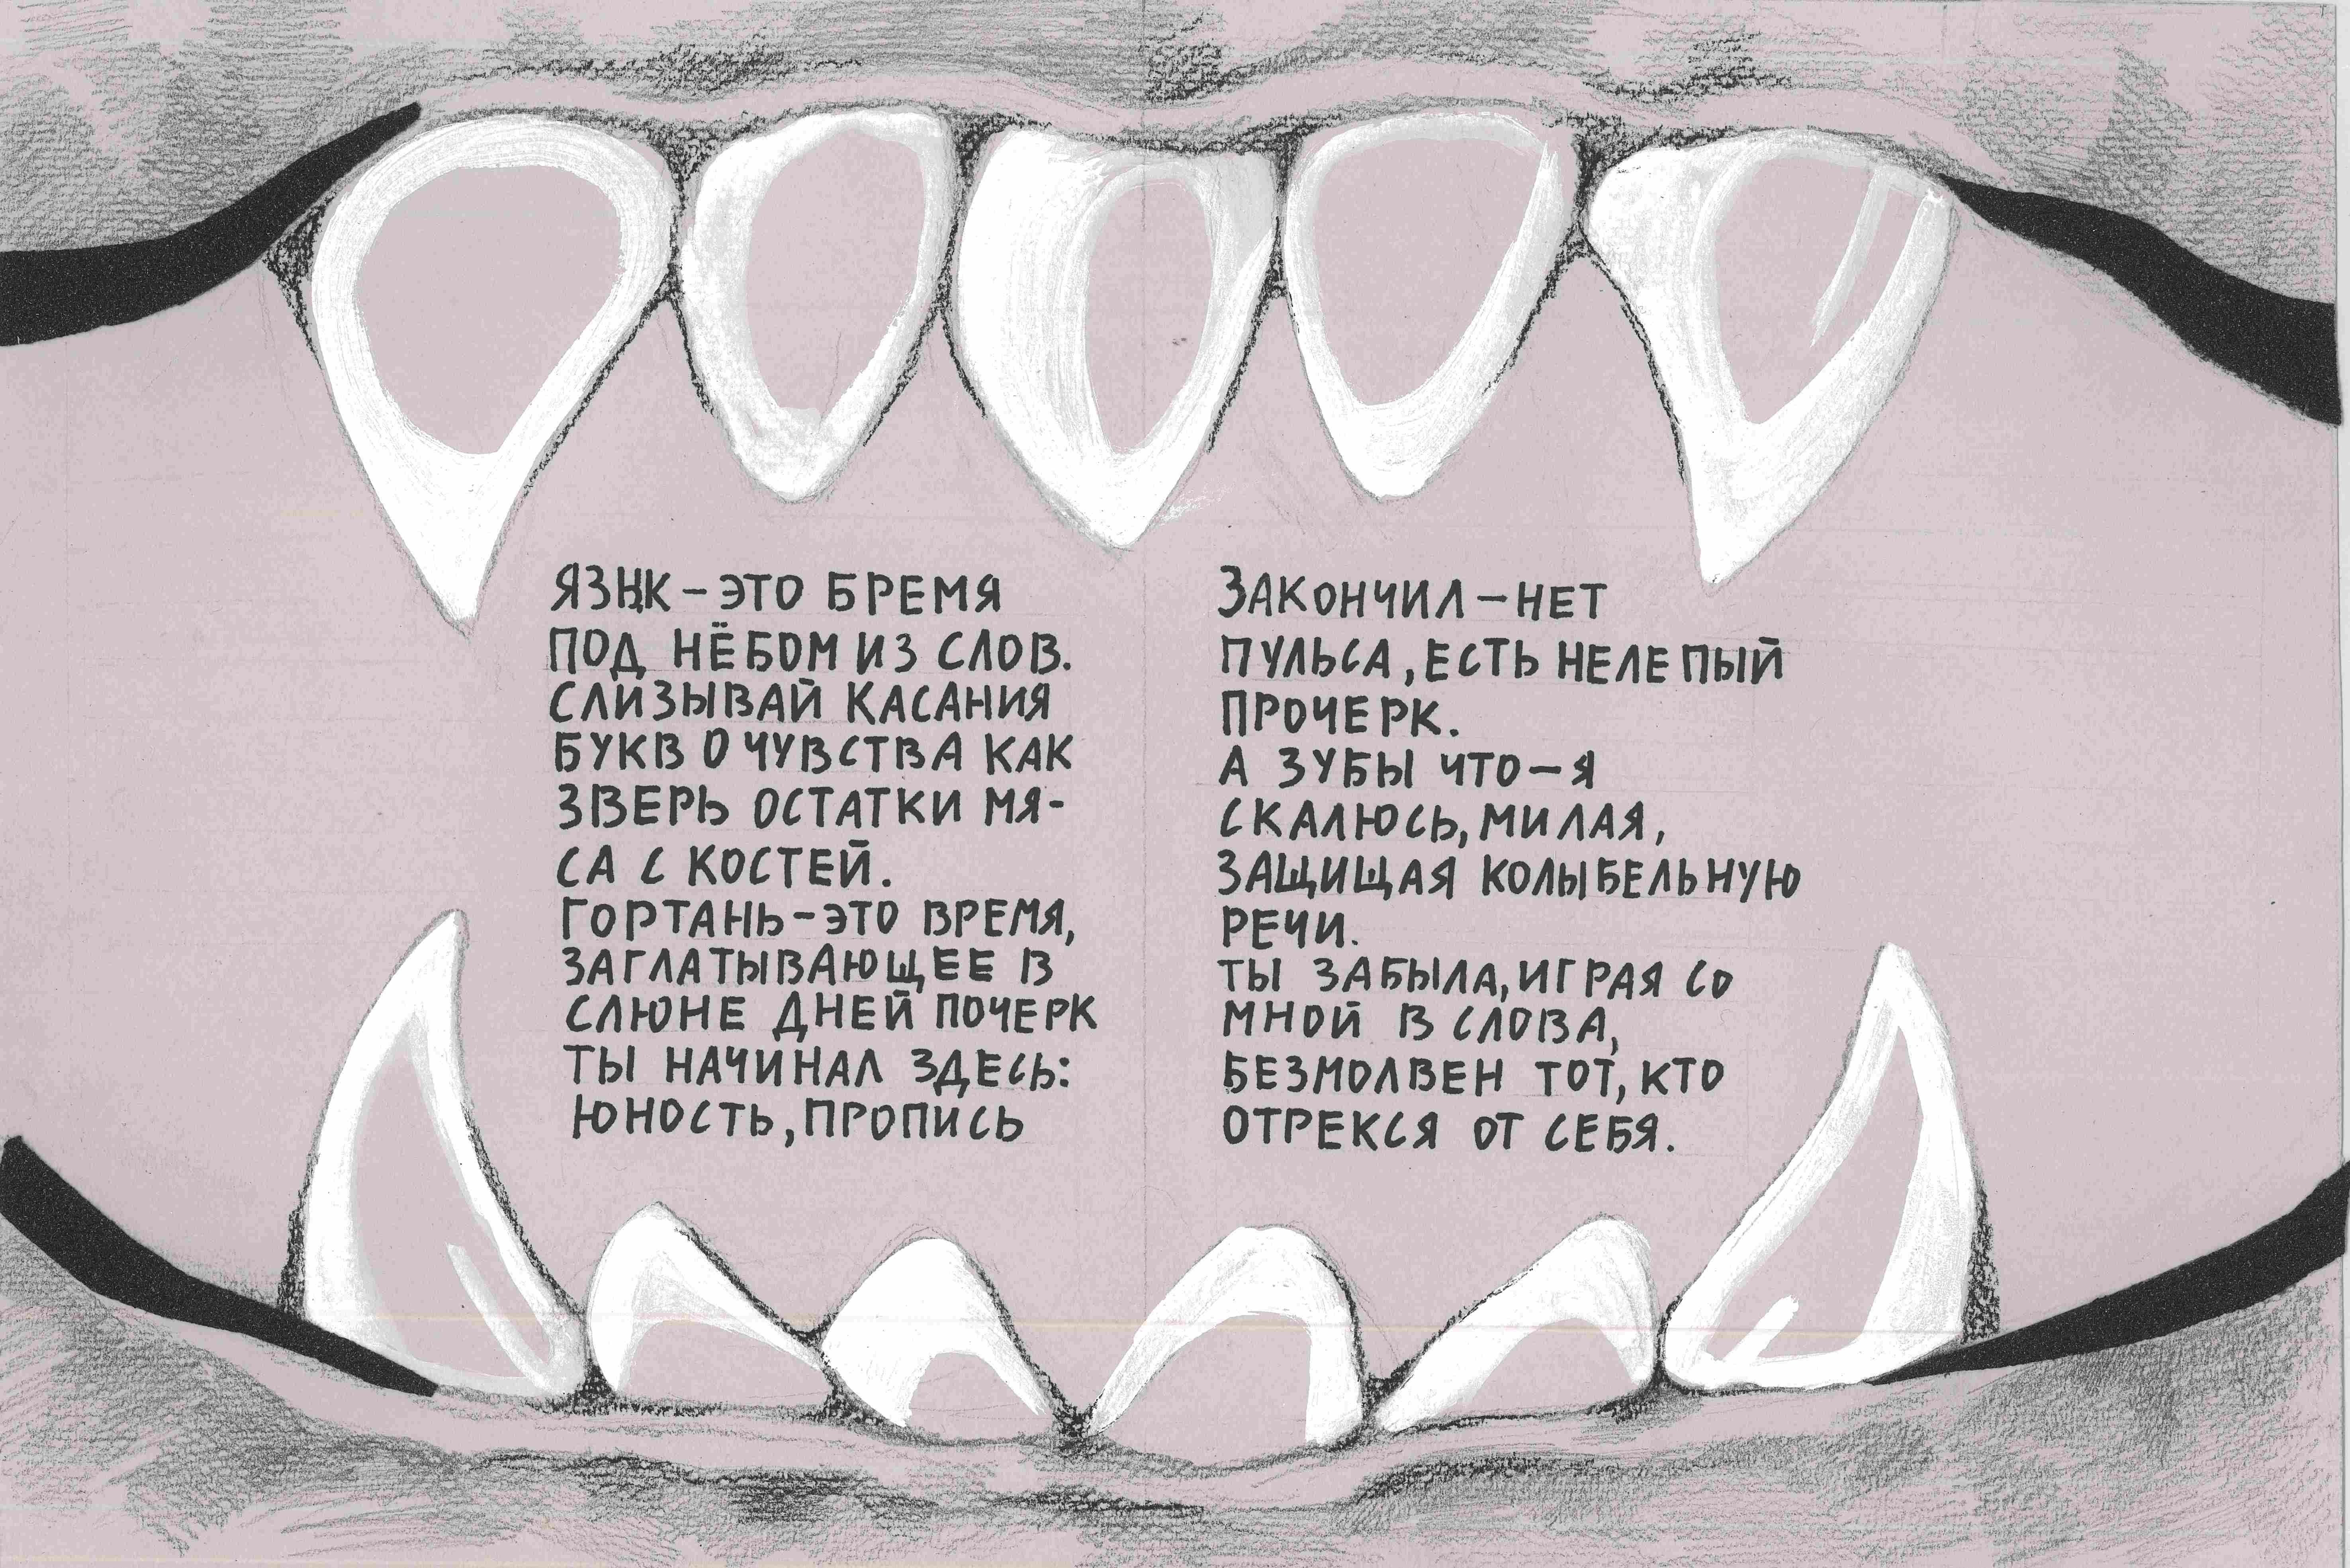 ЯЗЫК – ЭТО БРЕМЯ
ПОД НЁБОМ ИЗ СЛОВ.
СЛИЗЫВАЙ КАСАНИЯ
БУКВ О ЧУВСТВА КАК
ЗВЕРЬ ОСТАТКИ МЯ-
СА С КОСТЕЙ.
ГОРТАНЬ – ЭТО ВРЕМЯ,
ЗАГЛАТЫВАЮЩЕЕ В
СЛЮНЕ ДНЕЙ ПОЧЕРК
ТЫ НАЧИНАЛ ЗДЕСЬ:
ЮНОСТЬ, ПРОПИСЬ
ЗАКОНЧИЛ – НЕТ
ПУЛЬСА, ЕСТЬ НЕЛЕПЫЙ
ПРОЧЕРК.
А ЗУБЫ ЧТО – Я
СКАЛЮСЬ, МИЛАЯ,
ЗАЩИЩАЯ КОЛЫБЕЛЬНУЮ
РЕЧИ.
ТЫ ЗАБЫЛА, ИГРАЯ СО
МНОЙ В СЛОВА,
БЕЗМОЛВЕН ТОТ, КТО
ОТРЕКСЯ ОТ СЕБЯ.